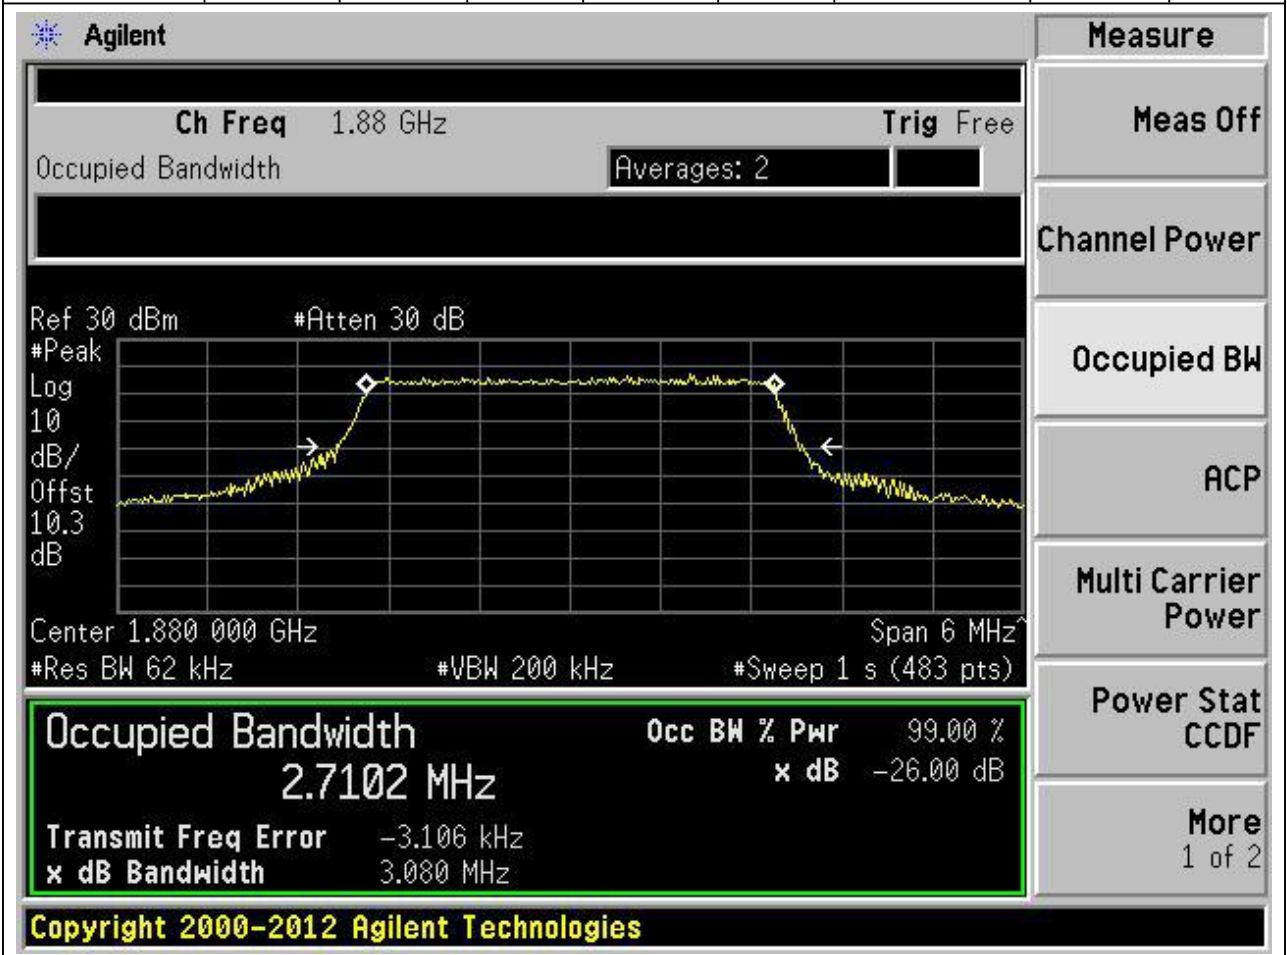 Agilent
Measure
Ch Freq 1.88 GHz Trig Free
Occupied Bandwidth Averages: 2
Meas Off
Channel Power
Occupied BW
ACP
Multi Carrier
Power
Power Stat
CCDF
More
1 of 2
Ref 30 dBm #Atten 30 dB
#Peak
Log
10
dB/
Offst
10.3
dB
Center 1.880 000 GHz Span 6 MHz^
#Res BW 62 kHz #VBW 200 kHz #Sweep 1 s (483 pts)
Occupied Bandwidth Occ BW % Pwr 99.00 %
2.7102 MHz x dB -26.00 dB
Transmit Freq Error -3.106 kHz
x dB Bandwidth 3.080 MHz
Copyright 2000-2012 Agilent Technologies